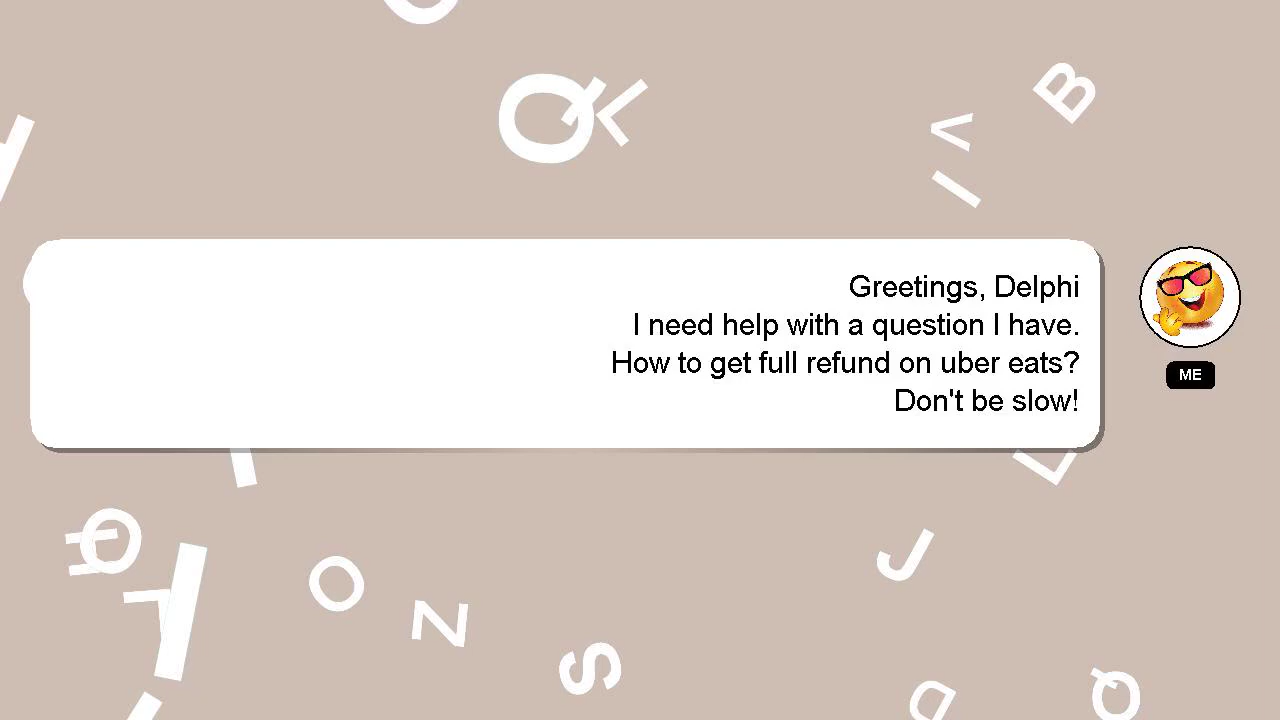 Greetings, Delphi
I need help with a question I have.
How to get full refund on uber eats?
Don't be slow!
ME